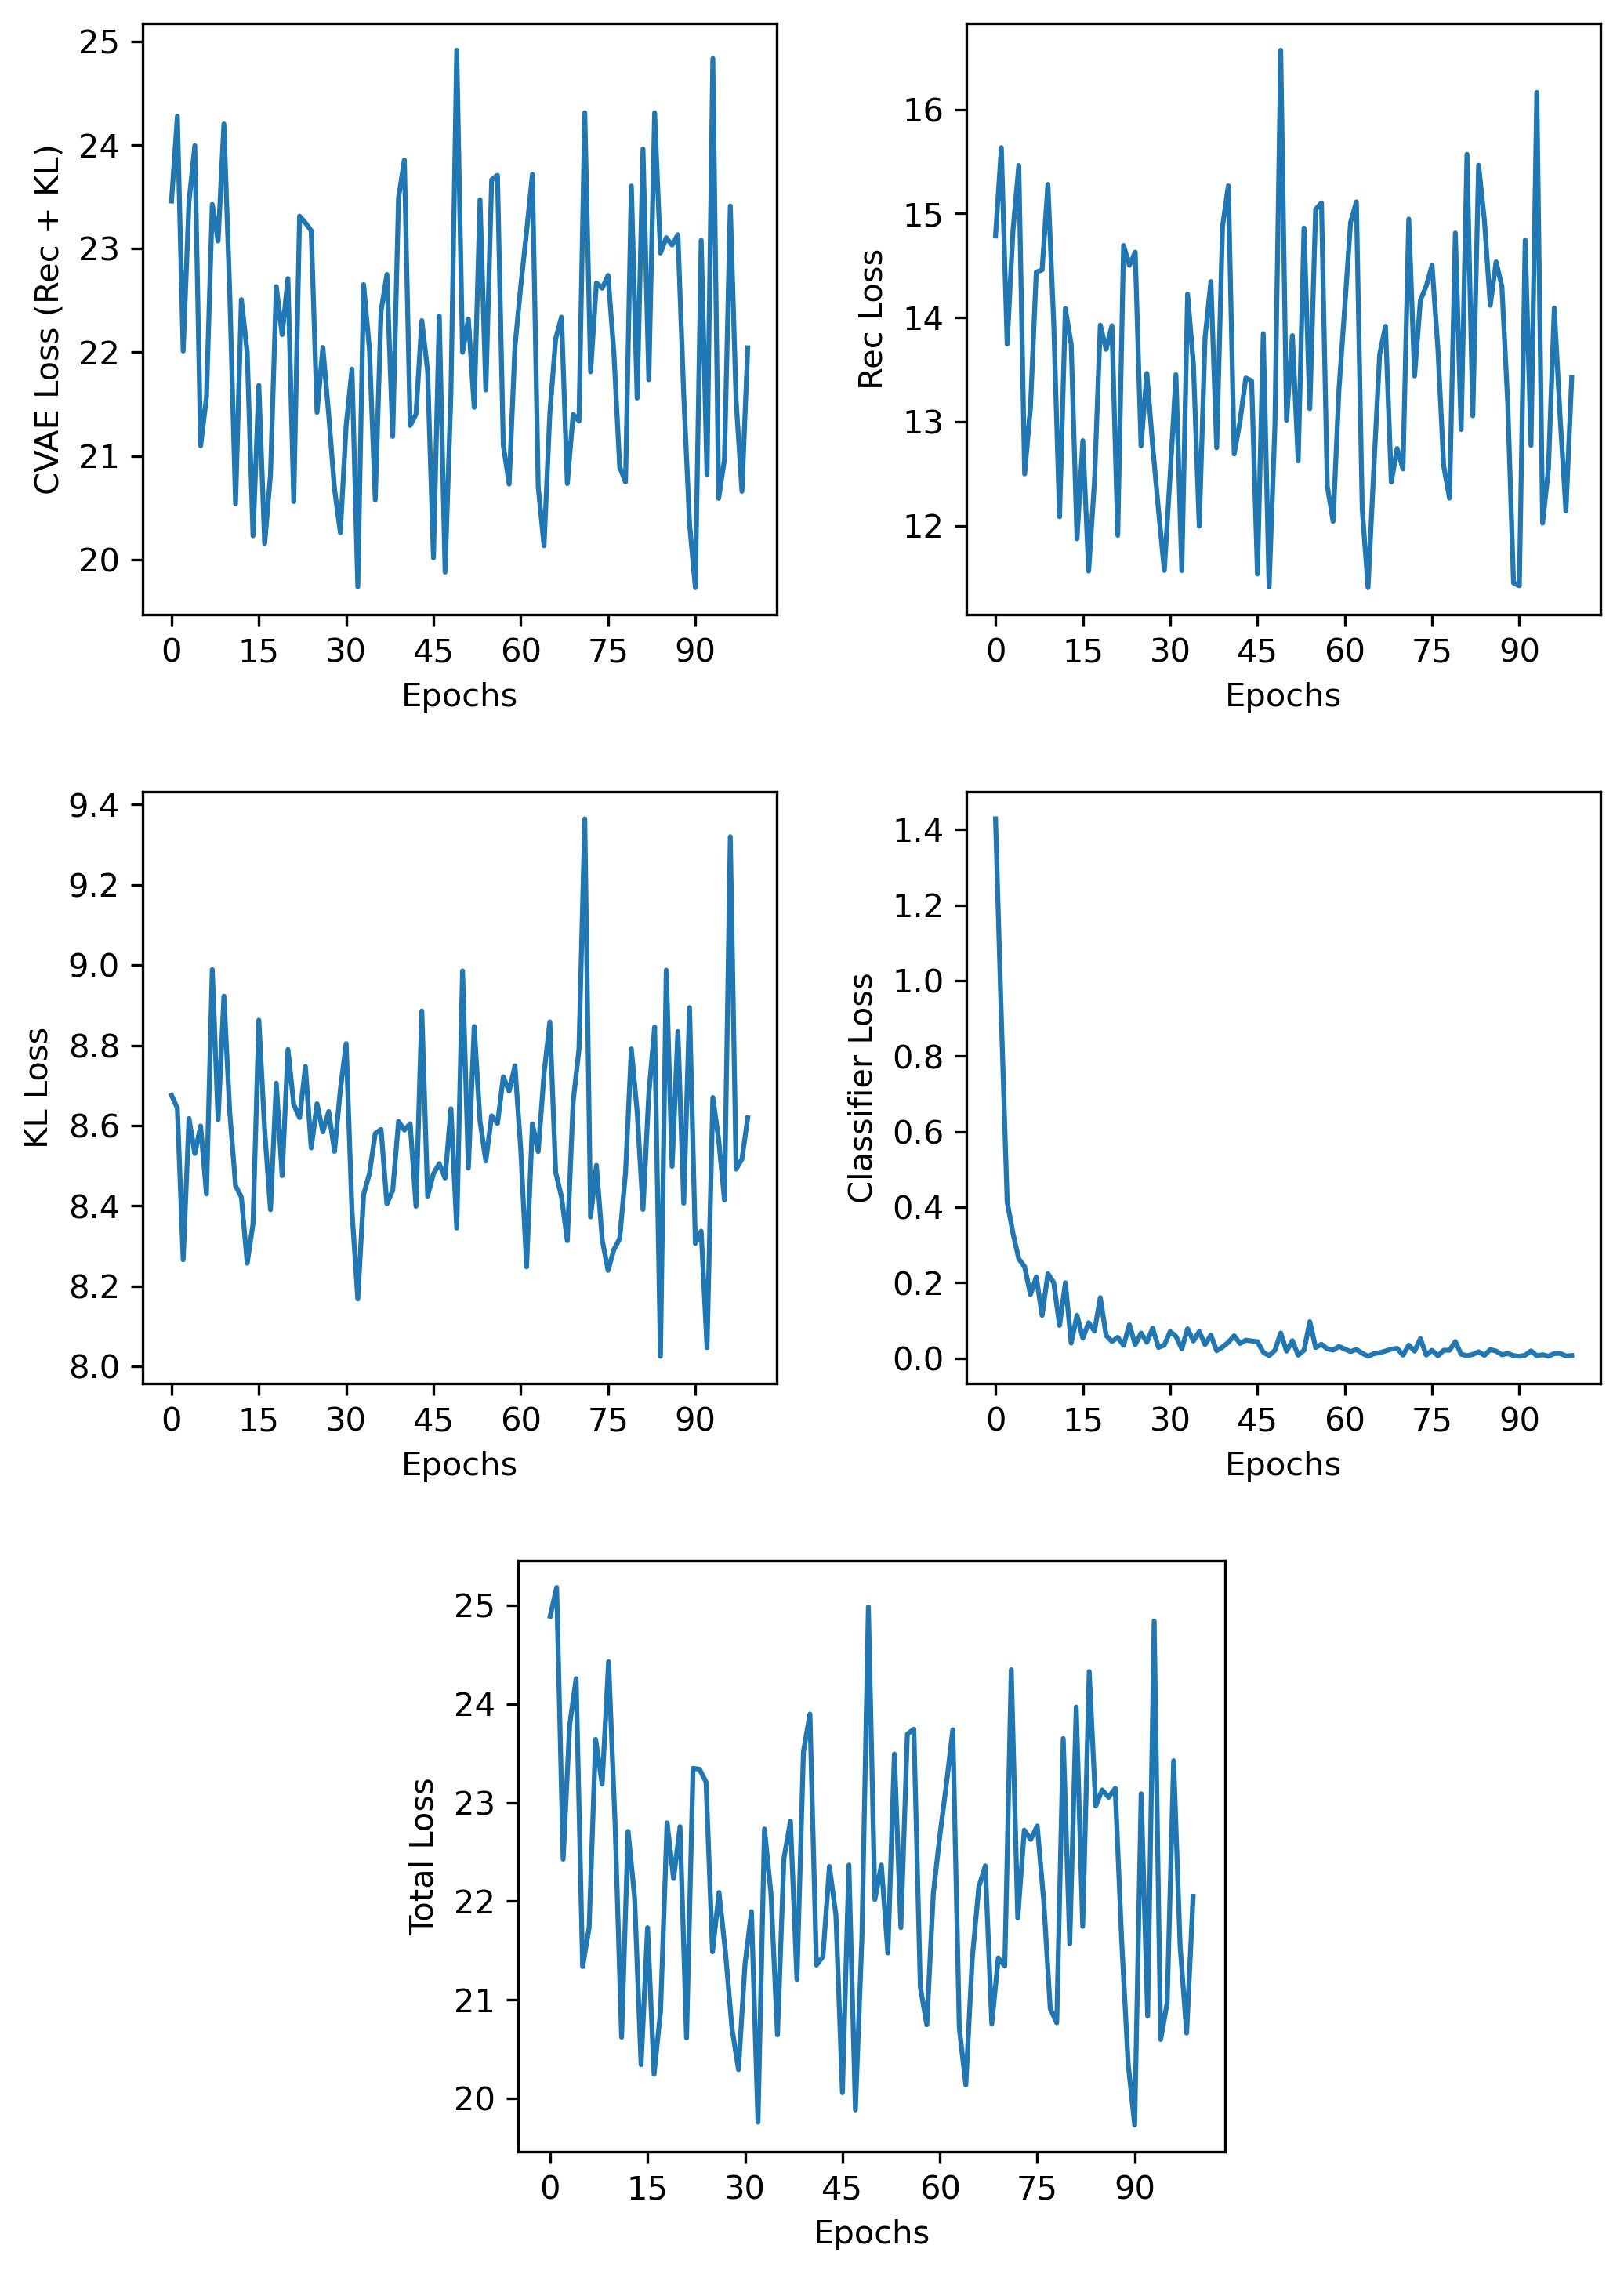 CVAE Loss (Rec + KL)
25
24
23
22
21
20
0 15 30 45 60 75 90
Epochs
Rec Loss
16
15
14
13
12
0 15 30 45 60 75 90
Epochs
KL Loss
9.4
9.2
9.0
8.8
8.6
8.4
8.2
8.0
0 15 30 45 60 75 90
Epochs
Classifier Loss
1.4
1.2
1.0
0.8
0.6
0.4
0.2
0.0
0 15 30 45 60 75 90
Epochs
Total Loss
25
24
23
22
21
20
0 15 30 45 60 75 90
Epochs